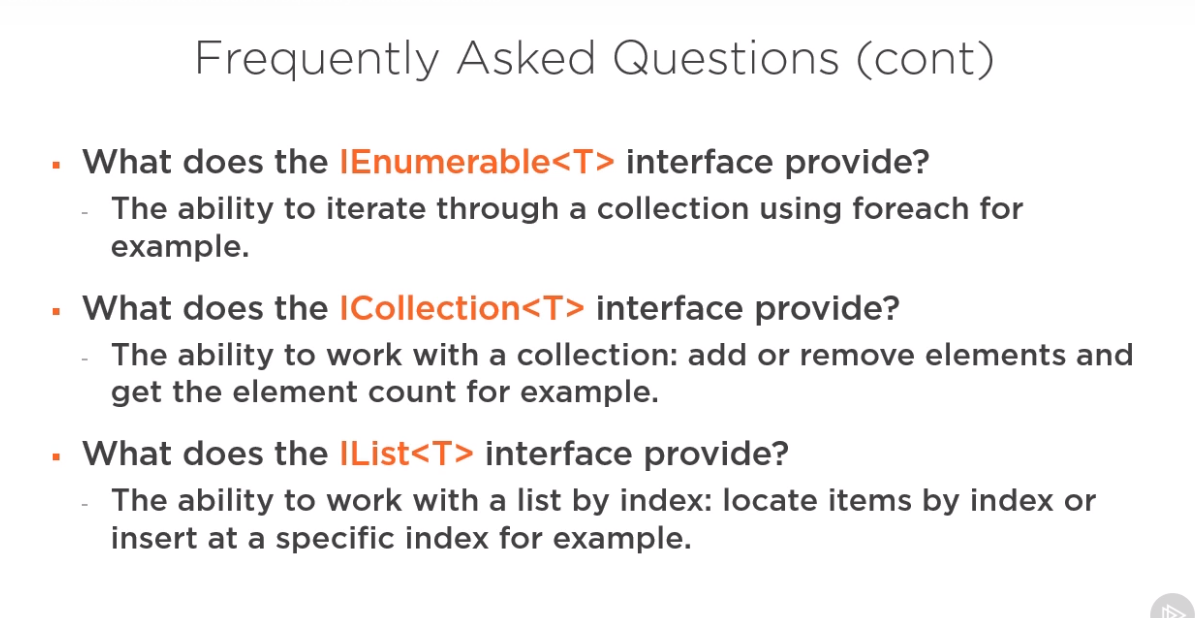 Frequently Asked Questions (cont)
▪ What does the IEnumerable<T> interface provide?
- The ability to iterate through a collection using foreach for
example.
▪ What does the ICollection<T> interface provide?
- The ability to work with a collection: add or remove elements and
get the element count for example.
▪ What does the IList<T> interface provide?
- The ability to work with a list by index: locate items by index or
insert at a specific index for example.